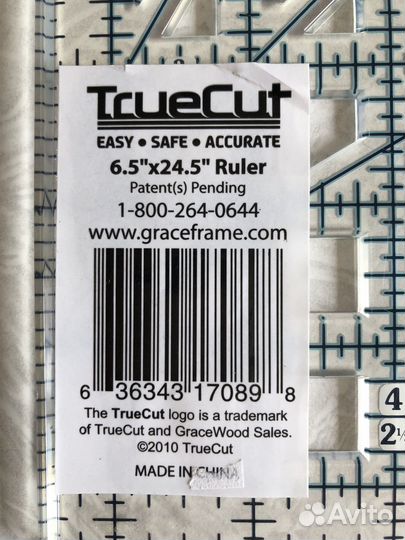 TrueCut
EASY • SAFE • ACCURATE
6.5"x24.5" Ruler
Patent(s) Pending
1-800-264-0644
www.graceframe.com
6 36343 17089 8
The TrueCut logo is a trademark
of TrueCut and GraceWood Sales.
©2010 TrueCut
MADE IN CHINA
4
2½
Avito